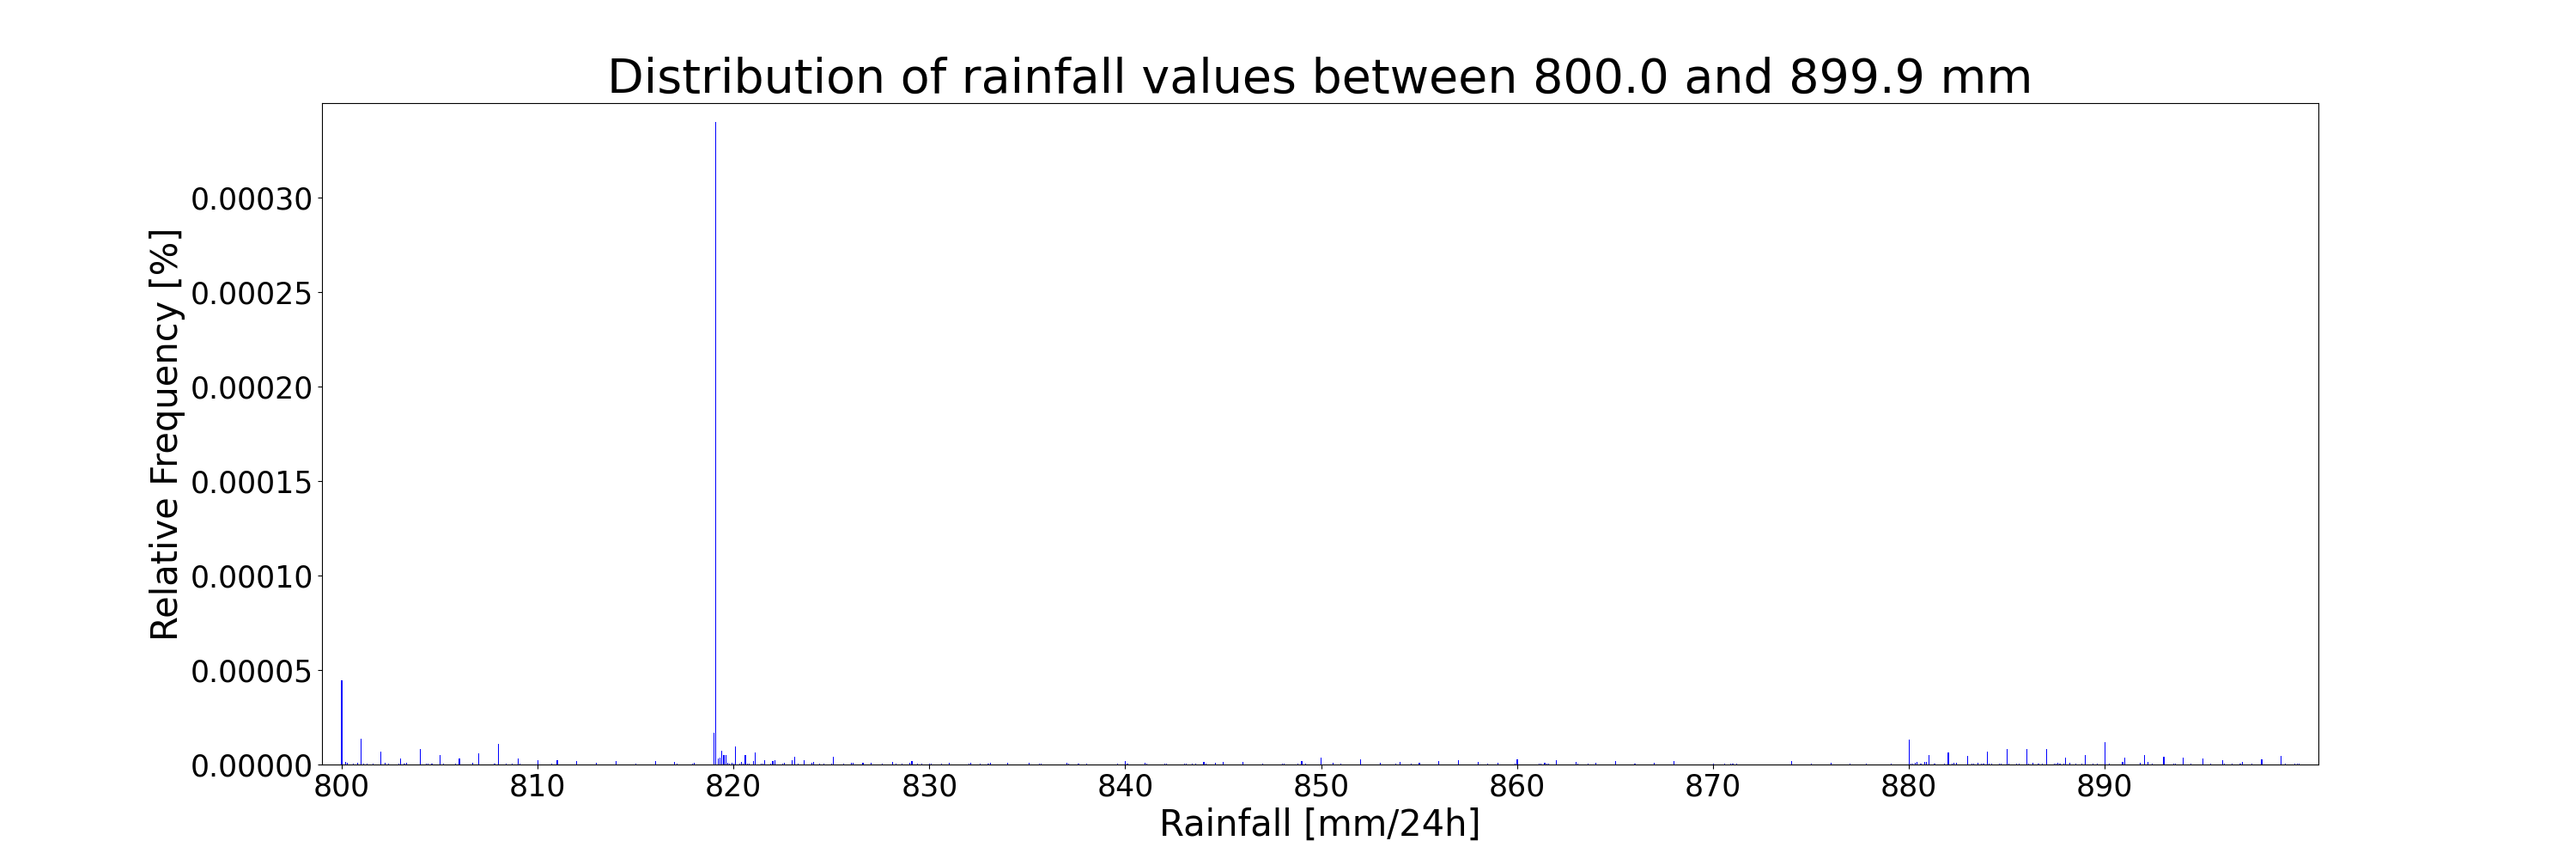 Distribution of rainfall values between 800.0 and 899.9 mm
Relative Frequency [%]
0.00030
0.00025
0.00020
0.00015
0.00010
0.00005
0.00000
800 810 820 830 840 850 860 870 880 890
Rainfall [mm/24h]